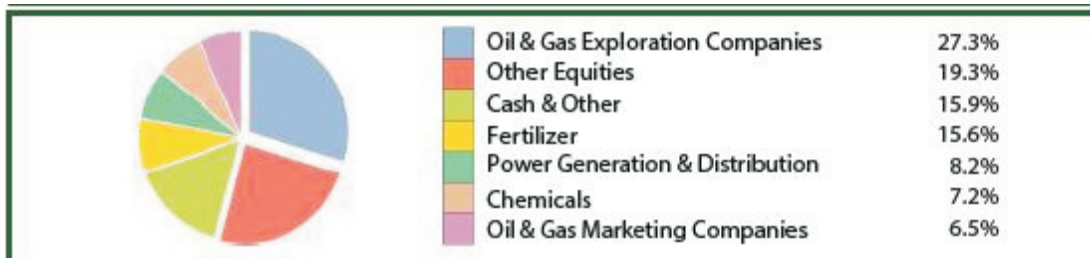 Oil & Gas Exploration Companies 27.3%
Other Equities 19.3%
Cash & Other 15.9%
Fertilizer 15.6%
Power Generation & Distribution 8.2%
Chemicals 7.2%
Oil & Gas Marketing Companies 6.5%